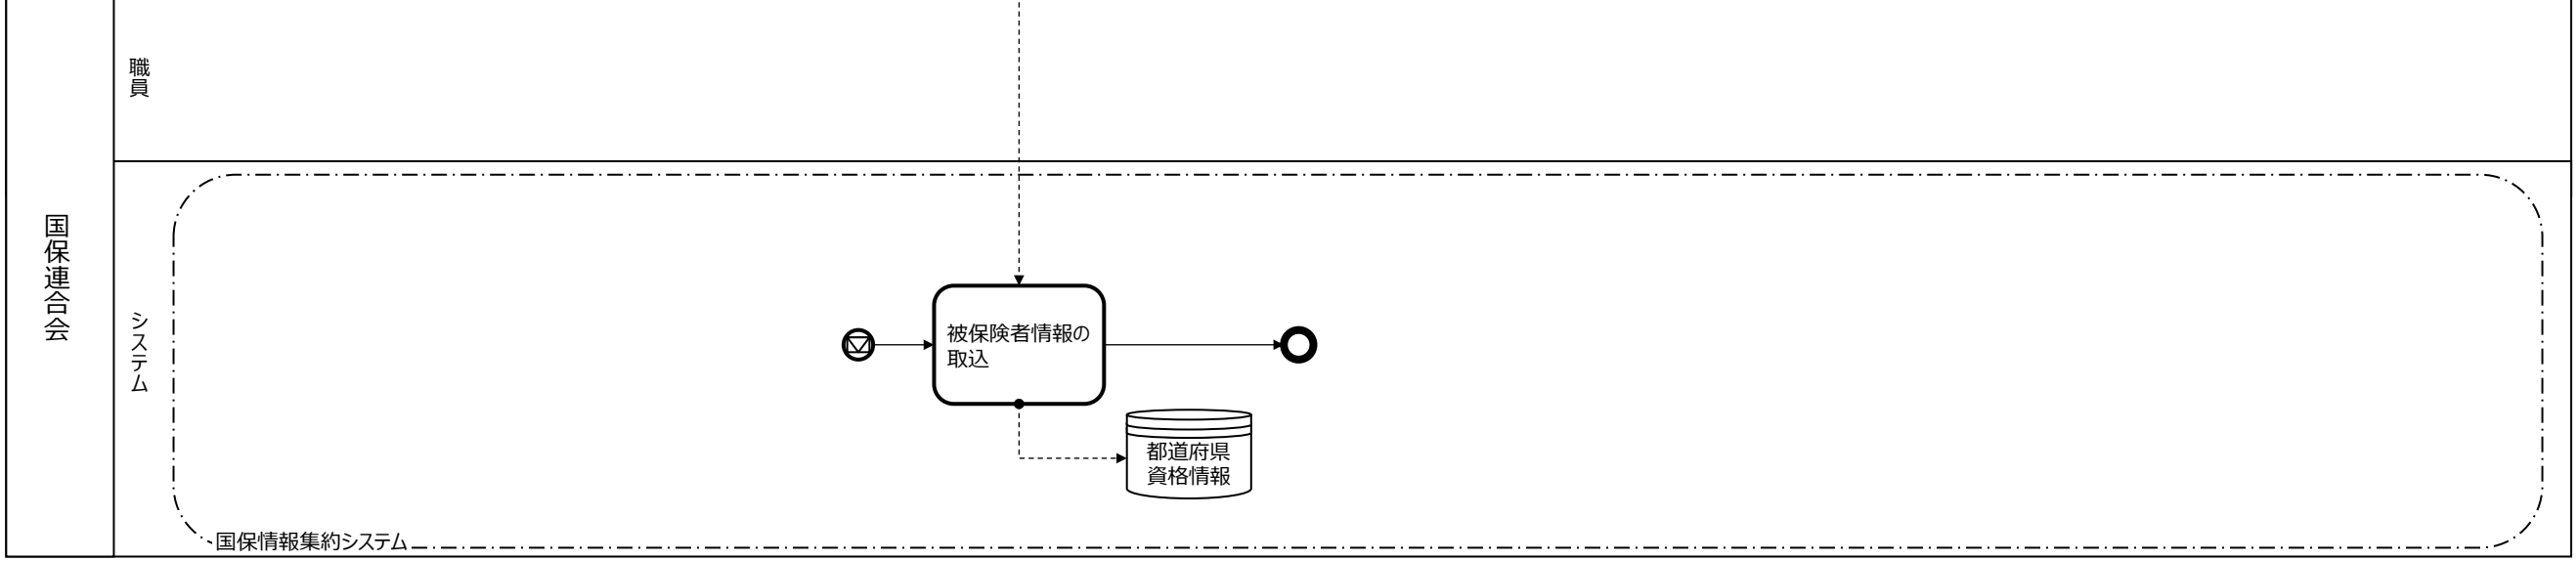 国保連合会
職員
システム
被保険者情報の
取込
都道府県
資格情報
国保情報集約システム